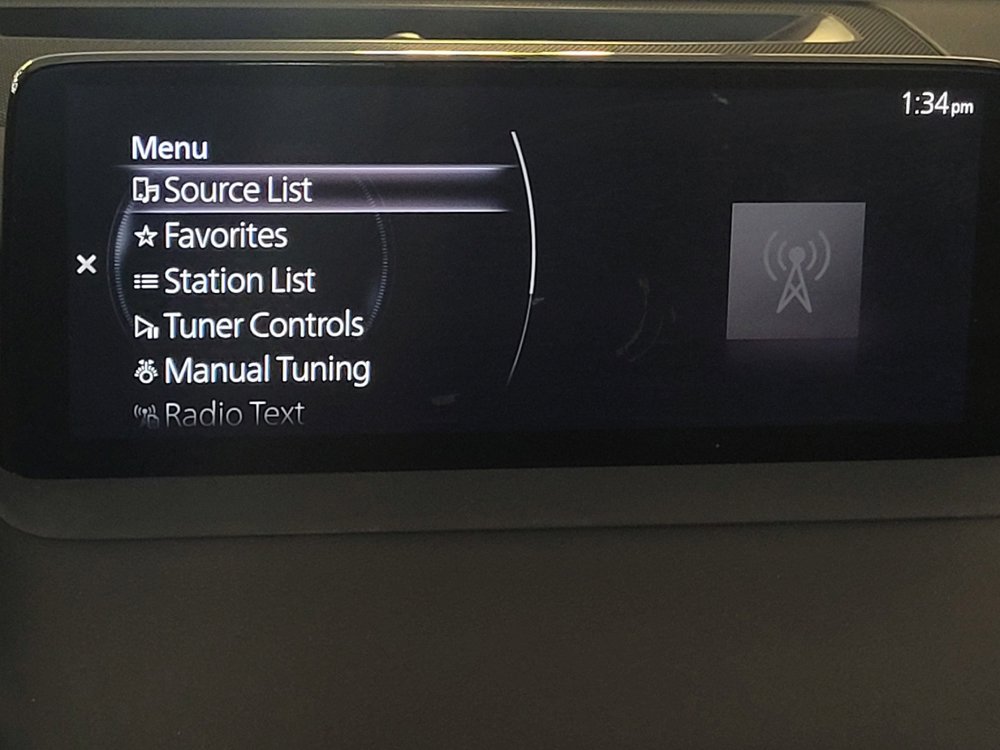 1:34pm
Menu
Source List
Favorites
Station List
Tuner Controls
Manual Tuning
Radio Text